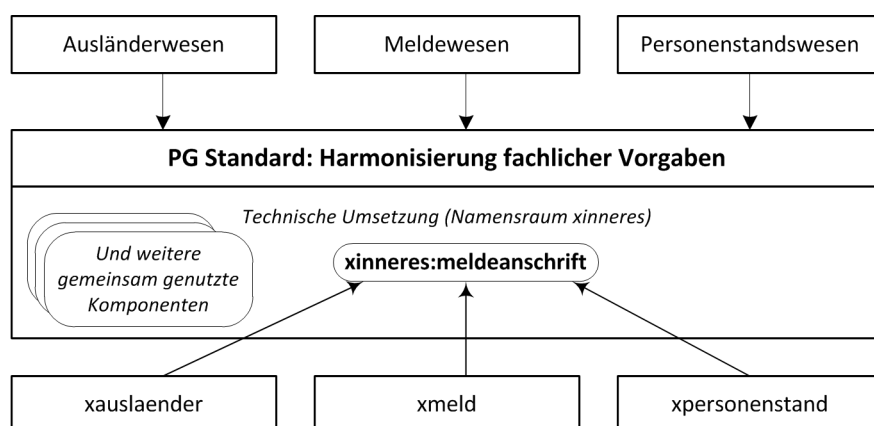 Ausländerwesen
Meldewesen
Personenstandswesen
PG Standard: Harmonisierung fachlicher Vorgaben
Technische Umsetzung (Namensraum xinneres)
Und weitere
gemeinsam genutzte
Komponenten
xinneres:meldeanschrift
xauslaender
xmeld
xpersonenstand